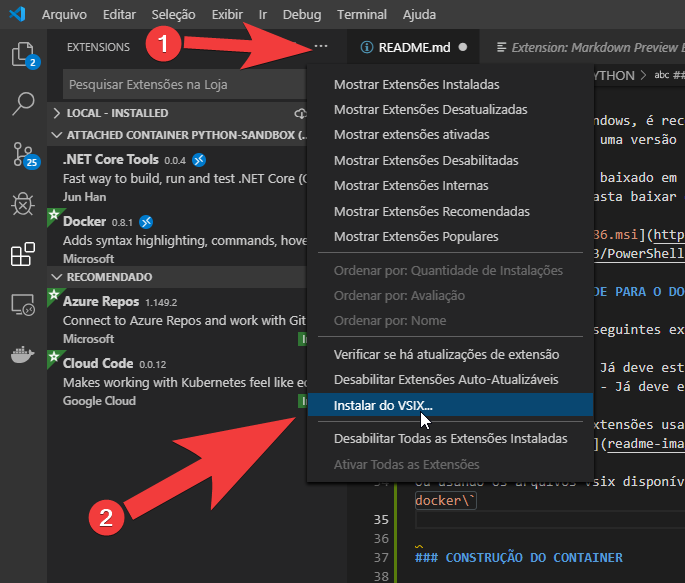 Arquivo Editar Seleção Exibir Ir Debug Terminal Ajuda
EXTENSIONS
1
...
README.md
Extension: Markdown Preview E
Pesquisar Extensões na Loja
YTHON > abc ##
LOCAL - INSTALLED
ATTACHED CONTAINER PYTHON-SANDBOX (...
.NET Core Tools 0.0.4
Fast way to build, run and test .NET Core (C
Jun Han
Docker 0.8.1
Adds syntax highlighting, commands, hove
Microsoft
RECOMENDADO
Azure Repos 1.149.2
Connect to Azure Repos and work with Git
Microsoft
In
Cloud Code 0.0.12
Makes working with Kubernetes feel like ed
Google Cloud
In
2
25
2
Mostrar Extensões Instaladas
Mostrar Extensões Desatualizadas
Mostrar extensões ativadas
Mostrar Extensões Desabilitadas
Mostrar Extensões Internas
Mostrar Extensões Recomendadas
Mostrar Extensões Populares
Ordenar por: Quantidade de Instalações
Ordenar por: Avaliação
Ordenar por: Nome
Verificar se há atualizações de extensão
Desabilitar Extensões Auto-Atualizáveis
Instalar do VSIX...
Desabilitar Todas as Extensões Instaladas
Ativar Todas as Extensões
ndows, é rec
uma versão
baixado em
asta baixar
86.msi](http
3/PowerShell
DE PARA O DO
seguintes ex
Já deve est
- Já deve e
xtensões usa
](readme-ima
34 ou usando os arquivos vsix disponív
docker\`
35
36
37 ### CONSTRUÇÃO DO CONTAINER
38